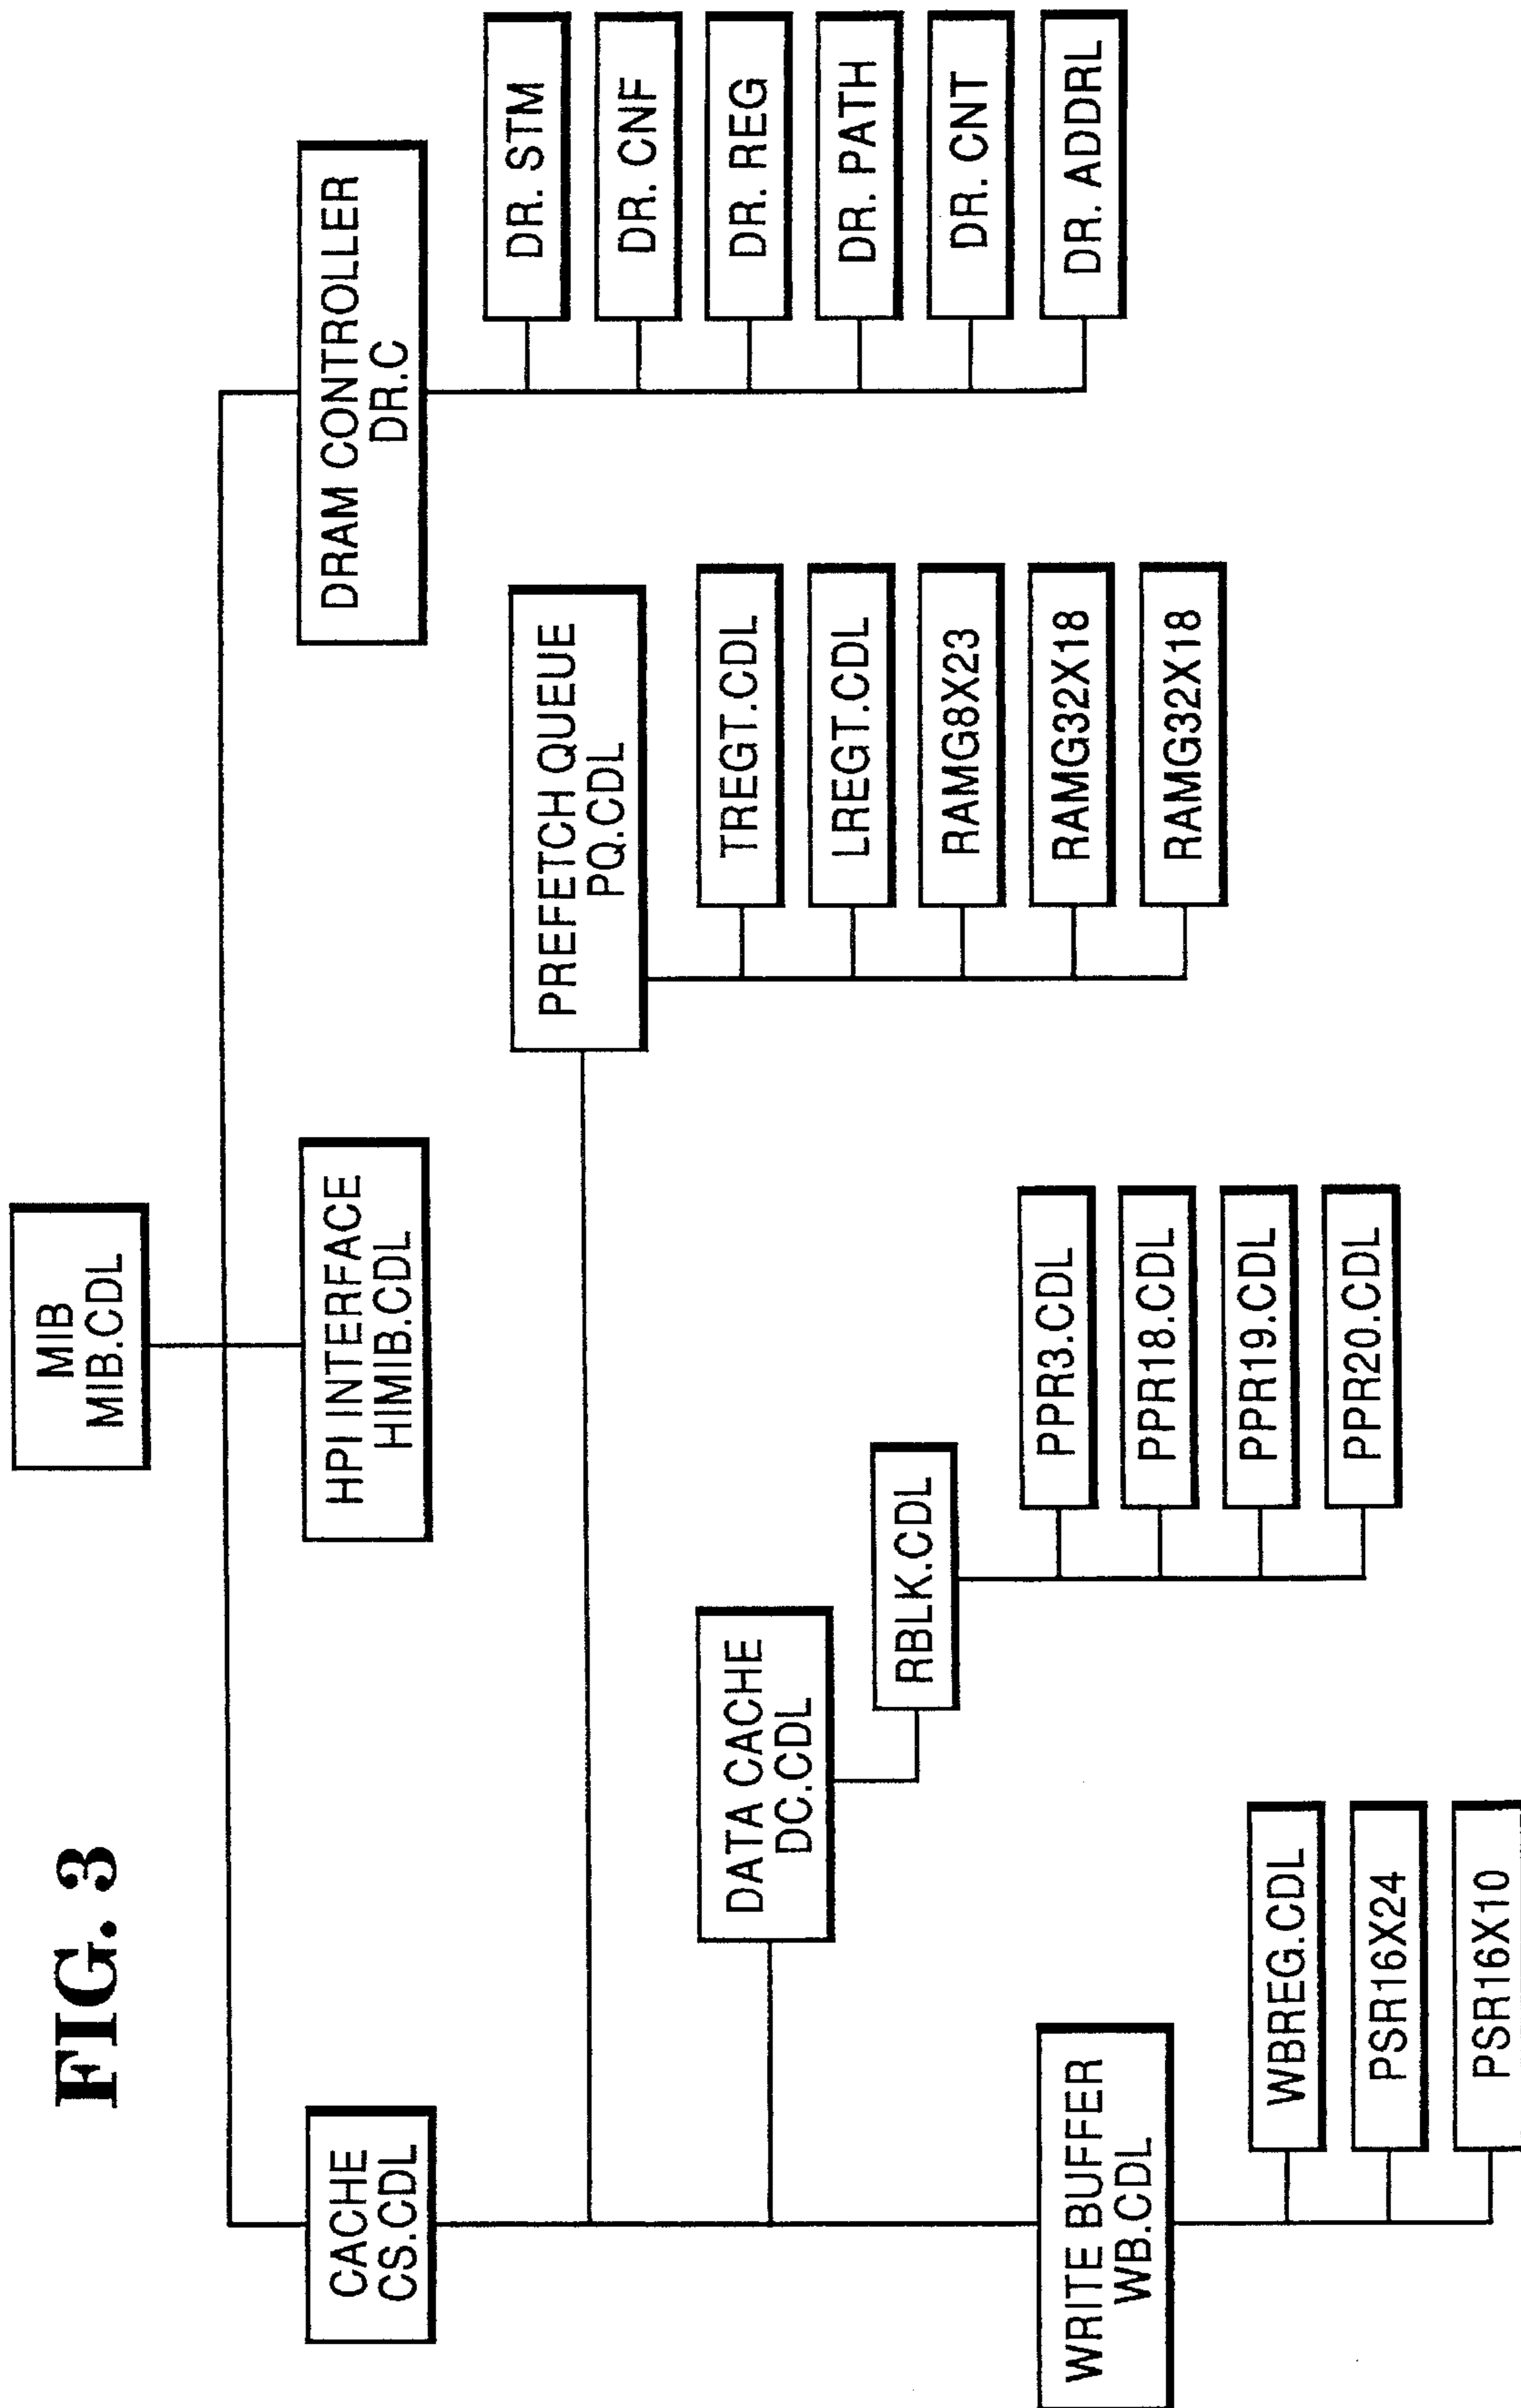 FIG. 3
MIB
MIB.CDL
CACHE
CS.CDL
HPI INTERFACE
HIMIB.CDL
DRAM CONTROLLER
DR.C
DR. STM
DR. CNF
DR. REG
DR. PATH
DR. CNT
DR. ADDRL
PREFETCH QUEUE
PQ.CDL
TREGT.CDL
LREGT.CDL
RAMG8X23
RAMG32X18
RAMG32X18
DATA CACHE
DC.CDL
RBLK.CDL
PPR3.CDL
PPR18.CDL
PPR19.CDL
PPR20.CDL
WRITE BUFFER
WB.CDL
WBREG.CDL
PSR16X24
PSR16X10